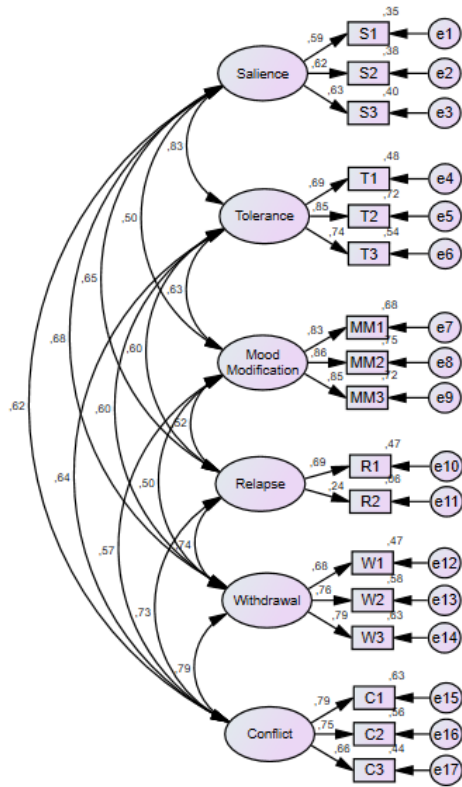 ,35
,59 S1 e1
,38
Salience ,62 S2 e2
,40
,63 S3 e3
,83
,48
,69 T1 e4
,72
Tolerance ,85 T2 e5
,54
,74 T3 e6
,50
,63
,65
,60
,68
,68
,83 MM1 e7
,75
Mood
Modification ,86 MM2 e8
,72
,85 MM3 e9
,60
,62
,52
,47
,69 R1 e10
,06
Relapse ,24 R2 e11
,64
,50
,57
,74
,47
,68 W1 e12
,58
Withdrawal ,76 W2 e13
,63
,79 W3 e14
,73
,79
,63
,79 C1 e15
,56
Conflict ,75 C2 e16
,44
,66 C3 e17